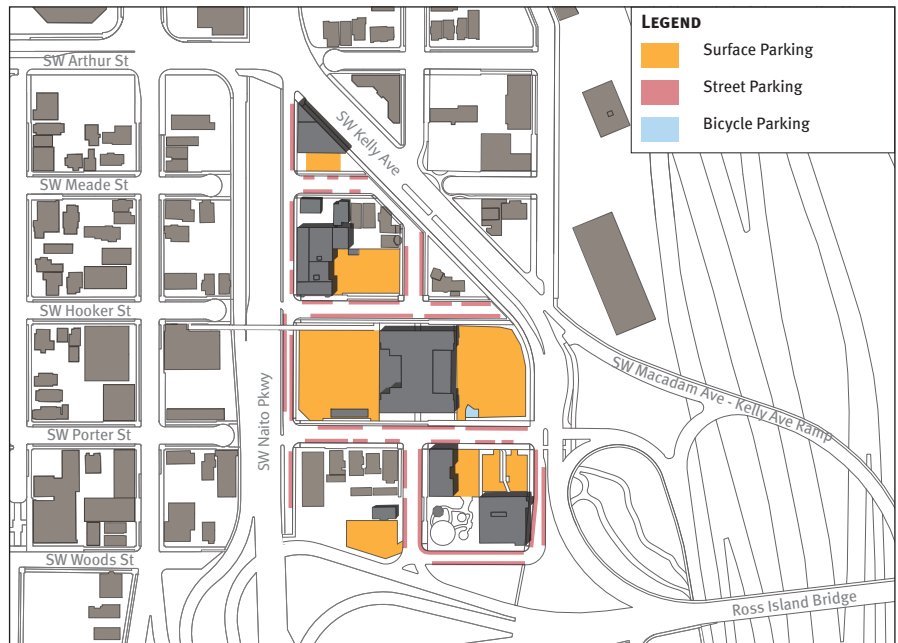 LEGEND
Surface Parking
Street Parking
Bicycle Parking
SW Arthur St
SW Kelly Ave
SW Meade St
SW Hooker St
SW Naito Pkwy
SW Macadam Ave - Kelly Ave Ramp
SW Porter St
SW Woods St
Ross Island Bridge